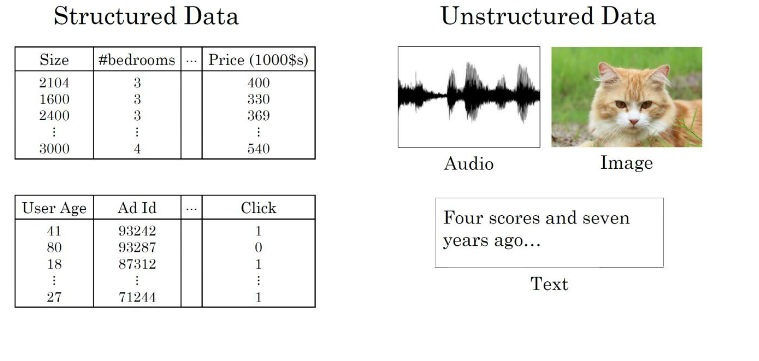 Structured Data
Size #bedrooms ... Price (1000$s)
2104 3 400
1600 3 330
2400 3 369
⋮ ⋮ ⋮
3000 4 540
User Age Ad Id ... Click
41 93242 1
80 93287 0
18 87312 1
⋮ ⋮ ⋮
27 71244 1
Unstructured Data
Audio
Image
Four scores and seven
years ago...
Text